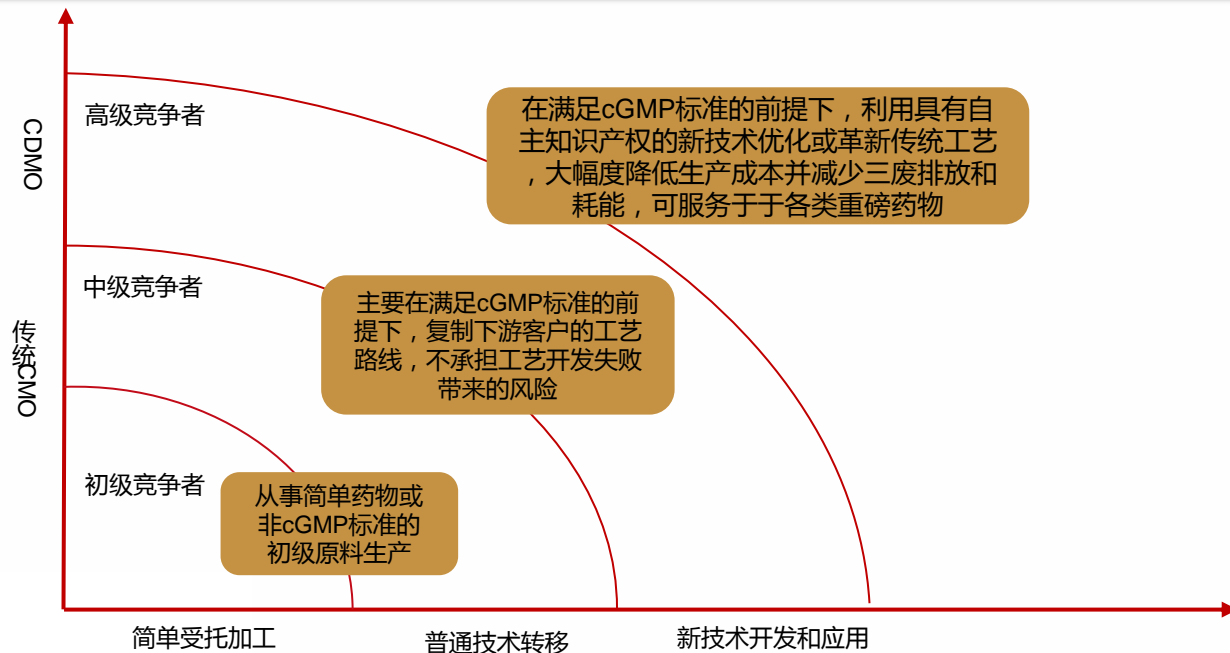 高级竞争者
CDMO
在满足cGMP标准的前提下，利用具有自
主知识产权的新技术优化或革新传统工艺
，大幅度降低生产成本并减少三废排放和
耗能，可服务于于各类重磅药物
中级竞争者
传统CMO
主要在满足cGMP标准的前
提下，复制下游客户的工艺
路线，不承担工艺开发失败
带来的风险
初级竞争者
从事简单药物或
非cGMP标准的
初级原料生产
简单受托加工
普通技术转移
新技术开发和应用